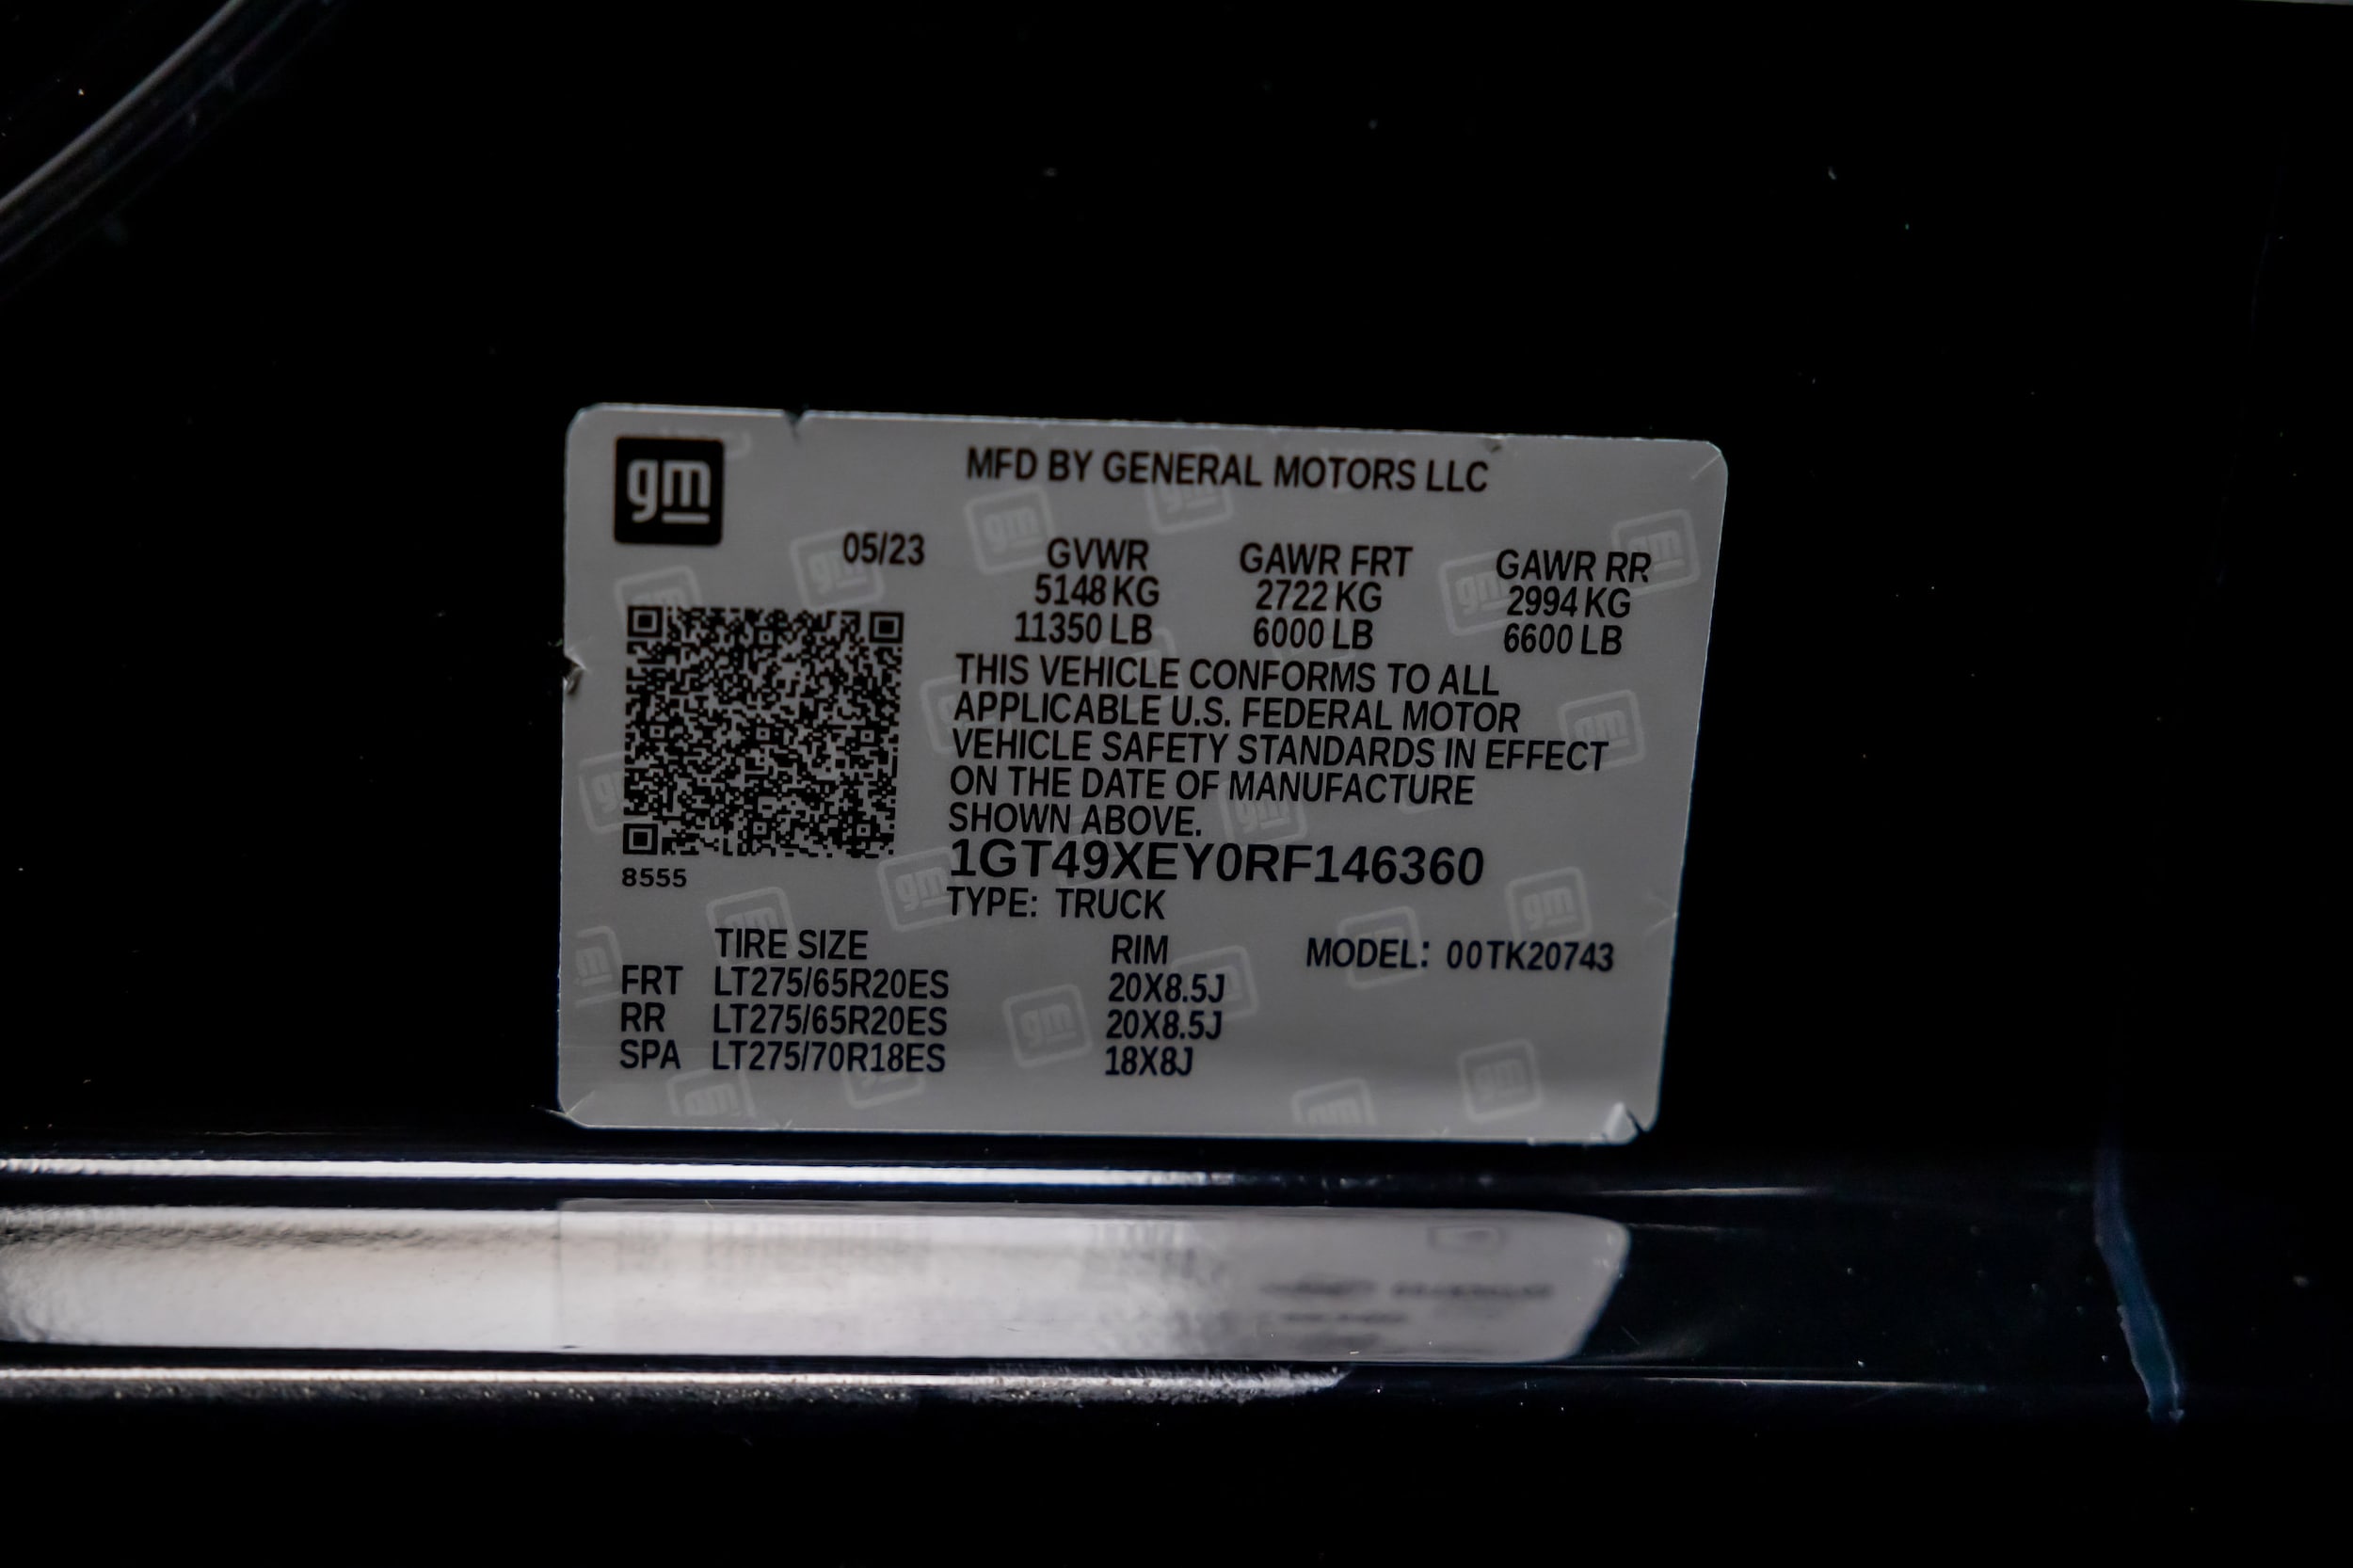 gm
MFD BY GENERAL MOTORS LLC
05/23 GVWR GAWR FRT GAWR RR
5148 KG 2722 KG 2994 KG
11350 LB 6000 LB 6600 LB
THIS VEHICLE CONFORMS TO ALL
APPLICABLE U.S. FEDERAL MOTOR
VEHICLE SAFETY STANDARDS IN EFFECT
ON THE DATE OF MANUFACTURE
SHOWN ABOVE.
1GT49XEY0RF146360
8555
TYPE: TRUCK
TIRE SIZE RIM MODEL: 00TK20743
FRT LT275/65R20ES 20X8.5J
RR LT275/65R20ES 20X8.5J
SPA LT275/70R18ES 18X8J